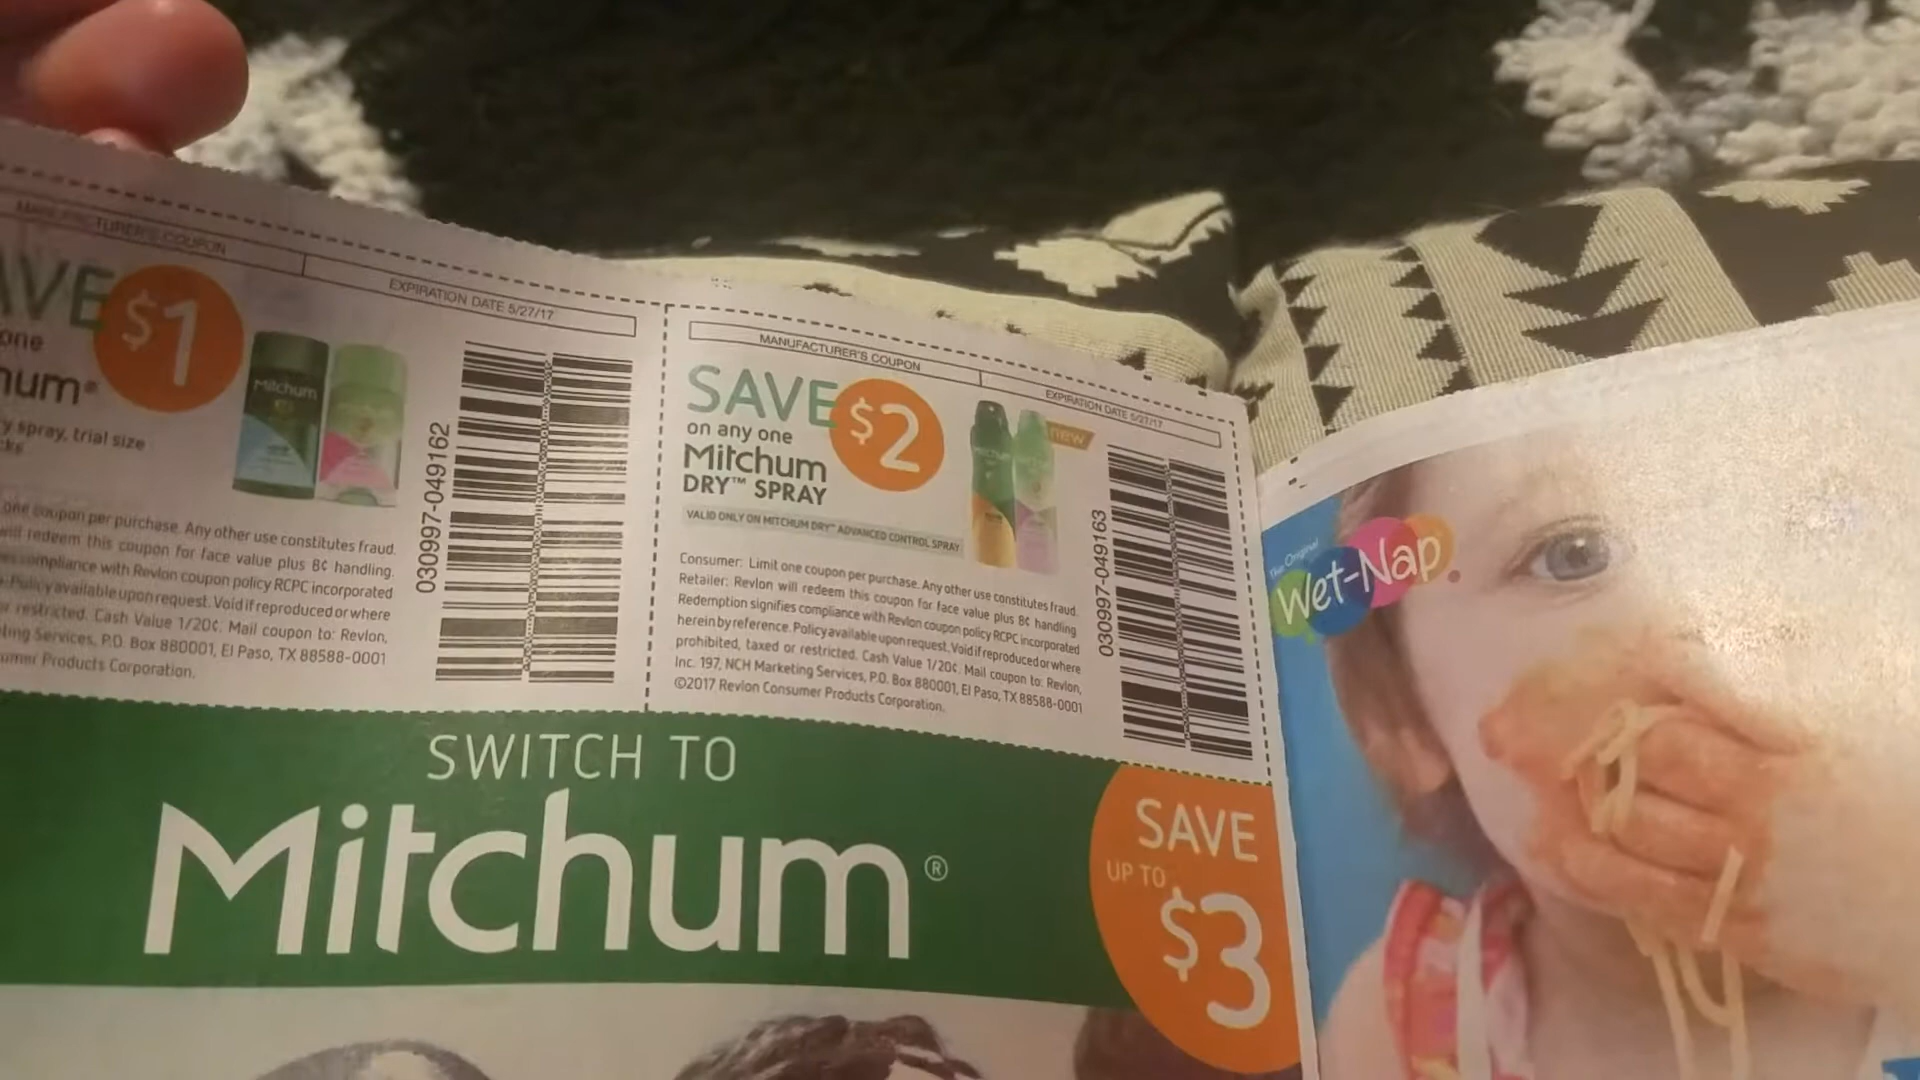 MANUFACTURER'S COUPON
EXPIRATION DATE 5/27/17
AVE $1
one
hum®
y spray, trial size
cks
Mitchum
one coupon per purchase. Any other use constitutes fraud.
will redeem this coupon for face value plus 8¢ handling.
compliance with Revlon coupon policy RCPC incorporated
Policy available upon request. Void if reproduced or where
or restricted. Cash Value 1/20¢. Mail coupon to: Revlon,
ting Services, P.O. Box 880001, El Paso, TX 88588-0001
umer Products Corporation.
030997-049162
MANUFACTURER'S COUPON
EXPIRATION DATE 5/27/17
SAVE $2
on any one
Mitchum
DRY™ SPRAY
new
VALID ONLY ON MITCHUM DRY™ ADVANCED CONTROL SPRAY
Consumer: Limit one coupon per purchase. Any other use constitutes fraud.
Retailer: Revlon will redeem this coupon for face value plus 8¢ handling.
Redemption signifies compliance with Revlon coupon policy RCPC incorporated
herein by reference. Policy available upon request. Void if reproduced or where
prohibited, taxed or restricted. Cash Value 1/20¢. Mail coupon to: Revlon,
Inc. 197, NCH Marketing Services, P.O. Box 880001, El Paso, TX 88588-0001
©2017 Revlon Consumer Products Corporation.
030997-049163
SWITCH TO
Mitchum®
SAVE
UP TO
$3
The Original
Wet-Nap